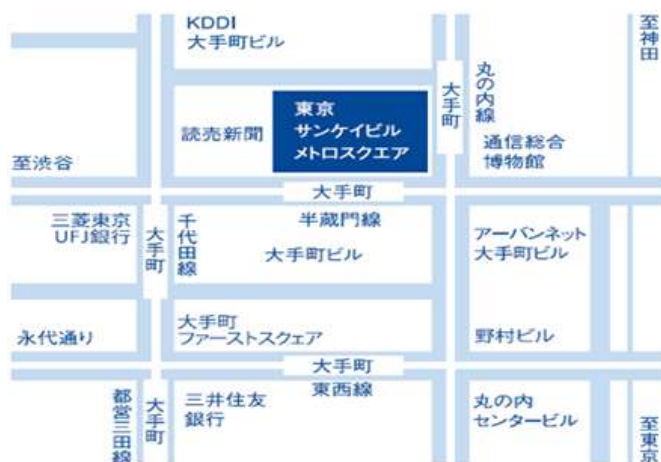 KDDI
大手町ビル
至神田
大手町
丸の内線
東京
サンケイビル
メトロスクエア
読売新聞
通信総合
博物館
至渋谷
大手町
半蔵門線
三菱東京
UFJ銀行
大手町
千代田線
大手町ビル
アーバンネット
大手町ビル
永代通り
大手町
ファーストスクェア
野村ビル
大手町
東西線
都営三田線
大手町
三井住友
銀行
丸の内
センタービル
至東京